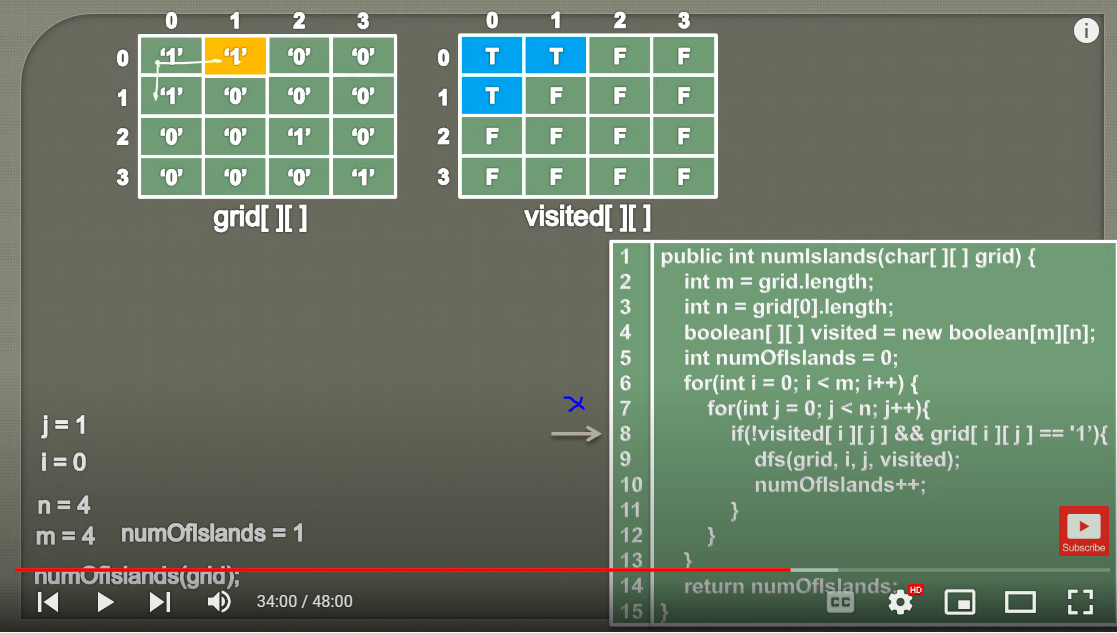 0 1 2 3
0 '1' '1' '0' '0'
1 '1' '0' '0' '0'
2 '0' '0' '1' '0'
3 '0' '0' '0' '1'
grid[ ][ ]
0 1 2 3
0 T T F F
1 T F F F
2 F F F F
3 F F F F
visited[ ][ ]
i
1 public int numIslands(char[ ][ ] grid) {
2 int m = grid.length;
3 int n = grid[0].length;
4 boolean[ ][ ] visited = new boolean[m][n];
5 int numOfIslands = 0;
6 for(int i = 0; i < m; i++) {
7 for(int j = 0; j < n; j++){
8 if(!visited[ i ][ j ] && grid[ i ][ j ] == '1'){
9 dfs(grid, i, j, visited);
10 numOfIslands++;
11 }
12 }
13 }
14 return numOfIslands;
15 }
j = 1
i = 0
n = 4
m = 4 numOfIslands = 1
numOfIslands(grid);
Subscribe
34:00 / 48:00
CC
HD